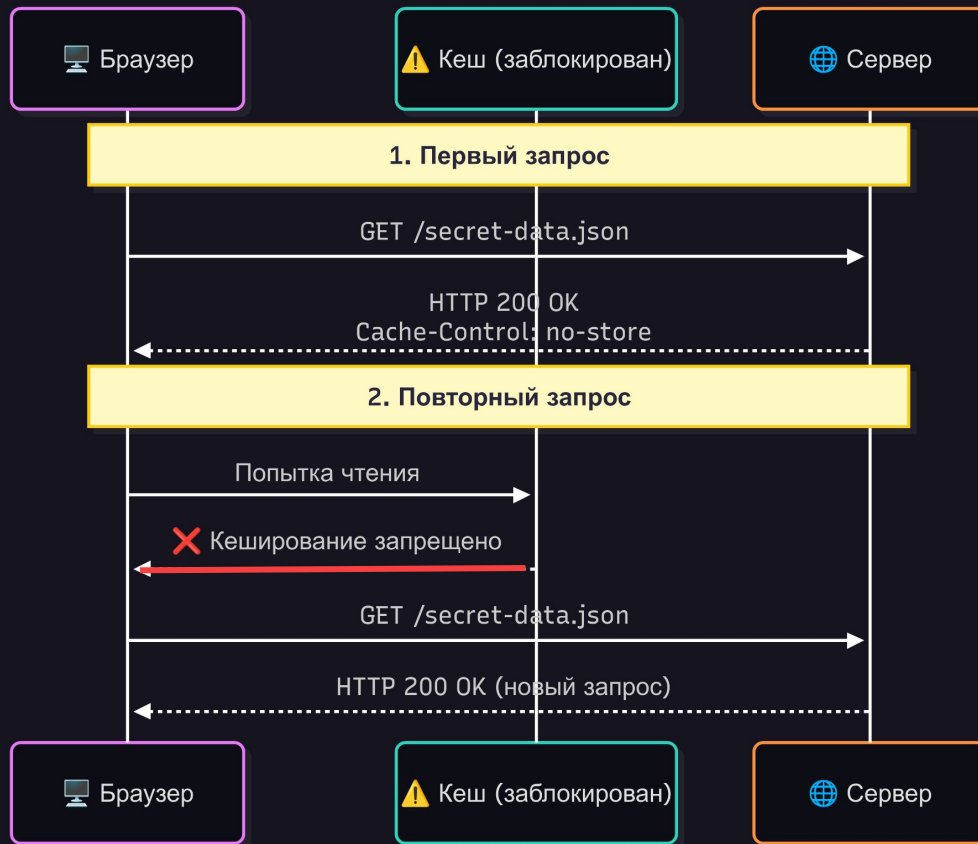 Браузер
Кеш (заблокирован)
Сервер
1. Первый запрос
GET /secret-data.json
HTTP 200 OK
Cache-Control: no-store
2. Повторный запрос
Попытка чтения
Кеширование запрещено
GET /secret-data.json
HTTP 200 OK (новый запрос)
Браузер
Кеш (заблокирован)
Сервер